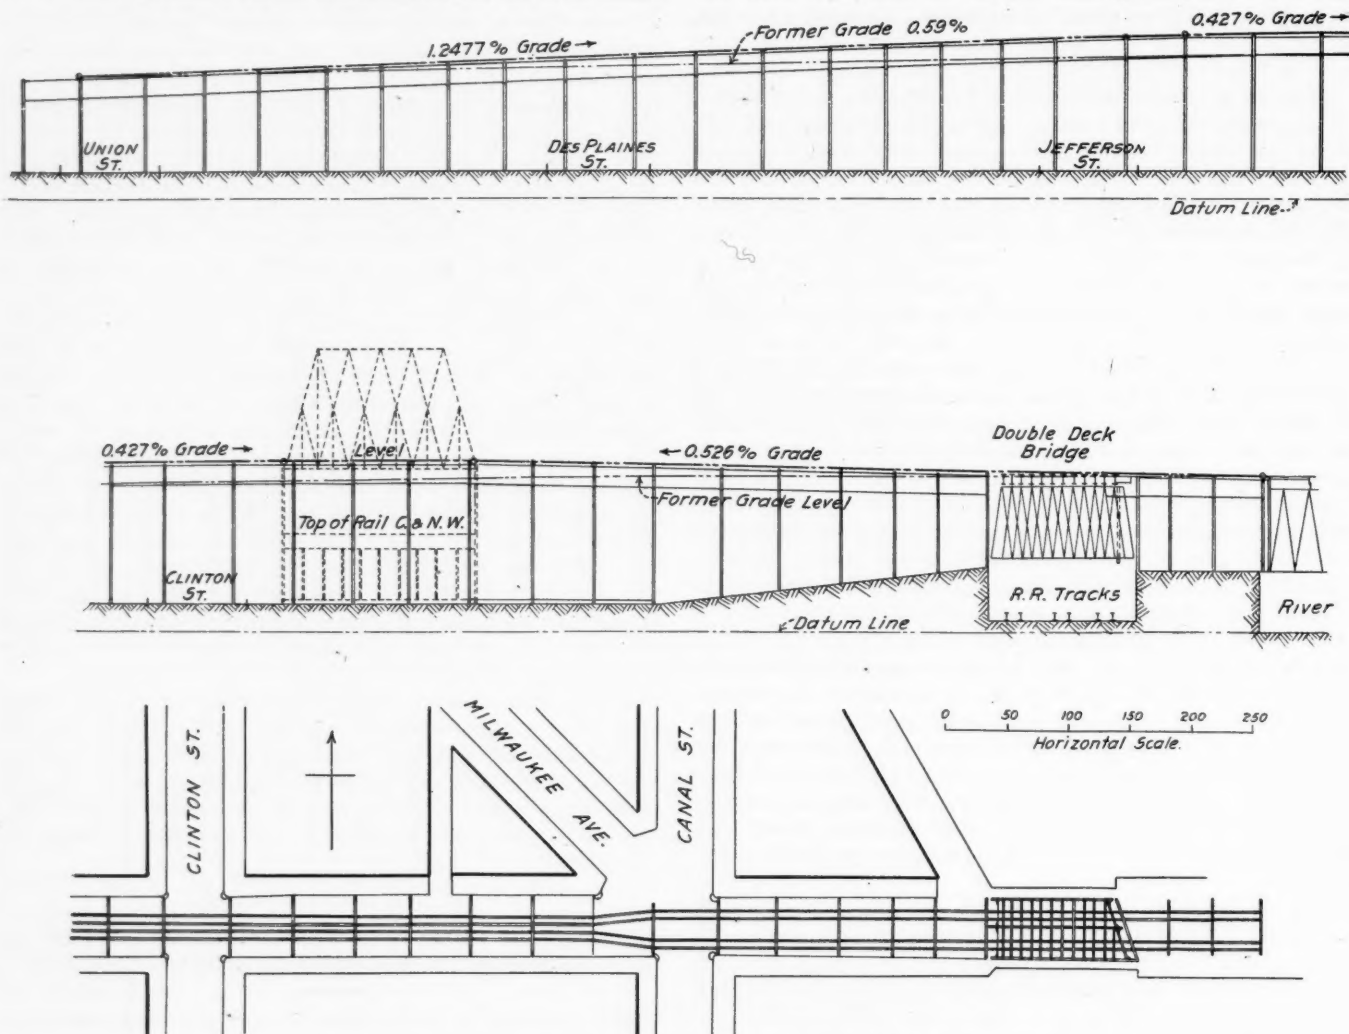 0.427% Grade→
Former Grade 0.59%
1.2477% Grade→
UNION
ST.
DES PLAINES
ST.
JEFFERSON
ST.
Datum Line
Double Deck
Bridge
0.427% Grade→
Level
←0.526% Grade
Former Grade Level
Top of Rail C. & N.W.
CLINTON
ST.
R.R. Tracks
River
Datum Line
0 50 100 150 200 250
Horizontal Scale.
CLINTON ST.
MILWAUKEE AVE.
CANAL ST.